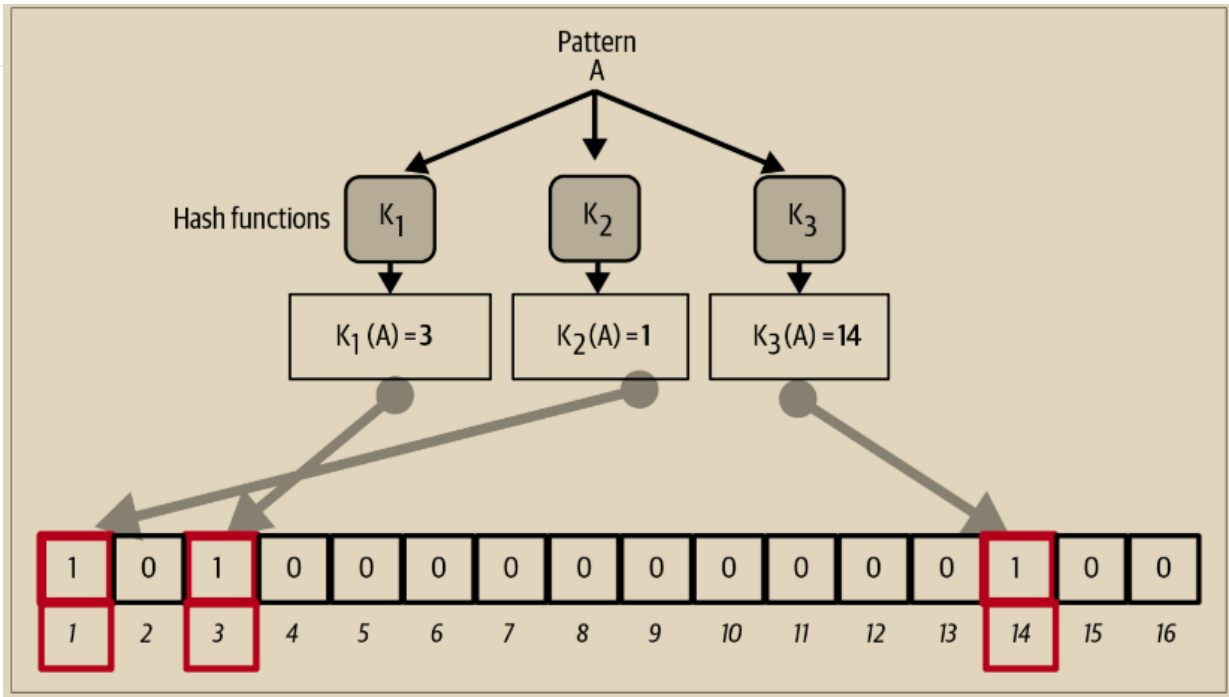 Pattern
A
Hash functions K1 K2 K3
K1 (A) = 3 K2(A) = 1 K3(A) = 14
1 0 1 0 0 0 0 0 0 0 0 0 0 1 0 0
1 2 3 4 5 6 7 8 9 10 11 12 13 14 15 16